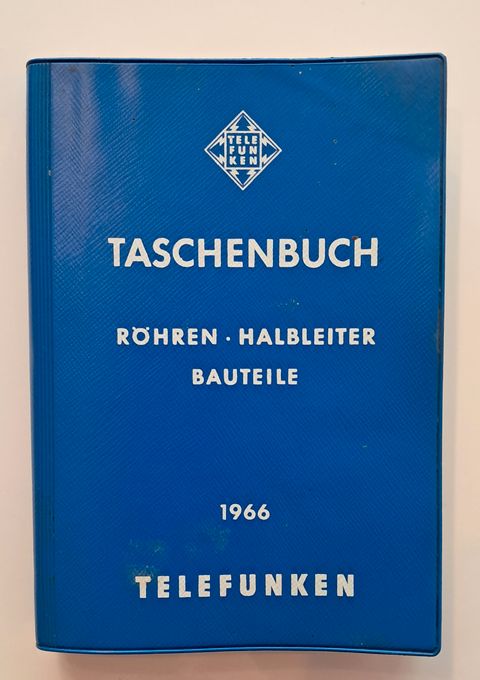 TELE
FUN
KEN
TASCHENBUCH
RÖHREN · HALBLEITER
BAUTEILE
1966
TELEFUNKEN